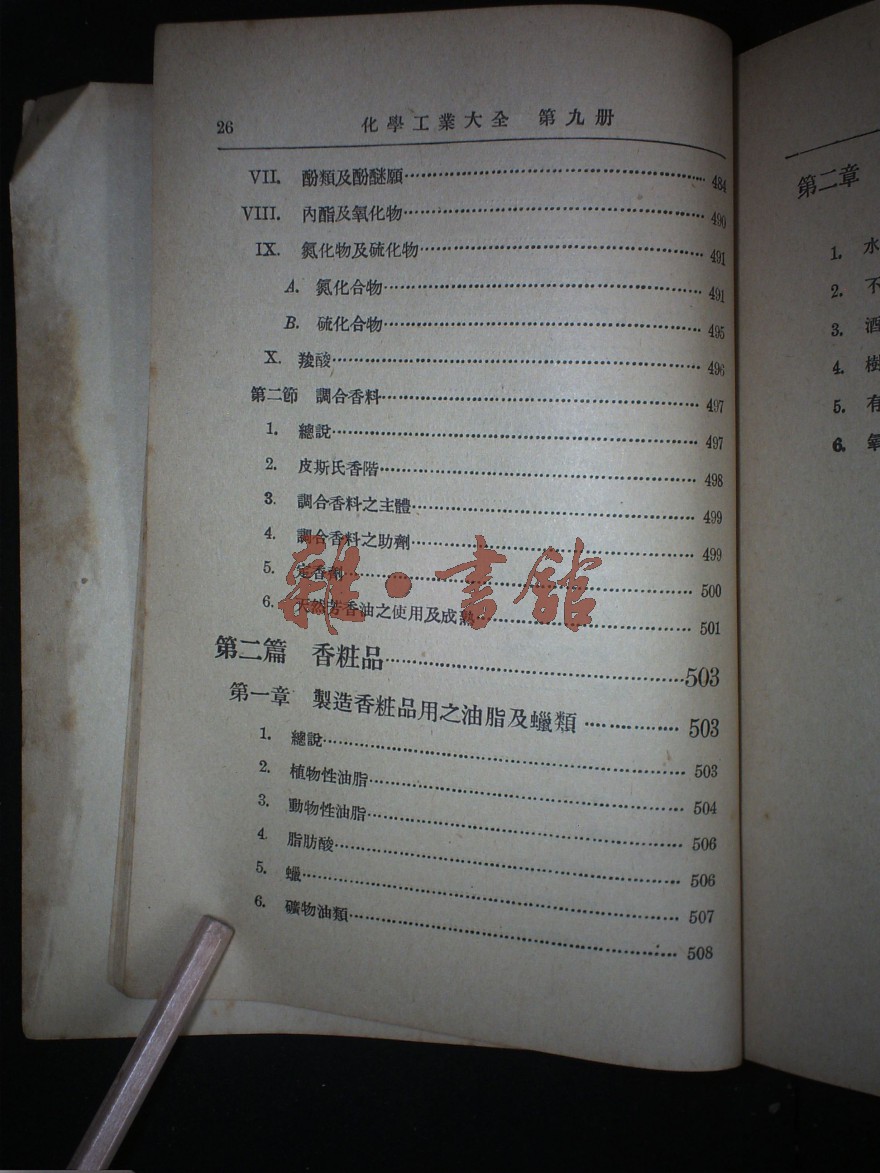 26 化學工業大全 第九册
VII. 酚類及酚醚願 484
VIII. 內酯及氧化物 490
IX. 氮化物及硫化物 491
A. 氮化合物 491
B. 硫化合物 495
X. 羧酸 496
第二節 調合香料 497
1. 總說 497
2. 皮斯氏香階 498
3. 調合香料之主體 499
4. 調合香料之助劑 499
5. 定香劑 500
6. 天然芳香油之使用及成熟 501
第二篇 香粧品 503
第一章 製造香粧品用之油脂及蠟類 503
1. 總說 503
2. 植物性油脂 504
3. 動物性油脂 506
4. 脂肪酸 506
5. 蠟 507
6. 礦物油類 508
雜·書館
第二章
1. 水
2. 不
3. 酒
4. 樹
5. 有
6. 氧